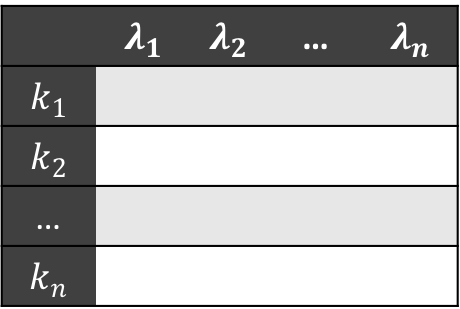 λ₁ λ₂ ... λₙ
k₁
k₂
...
kₙ